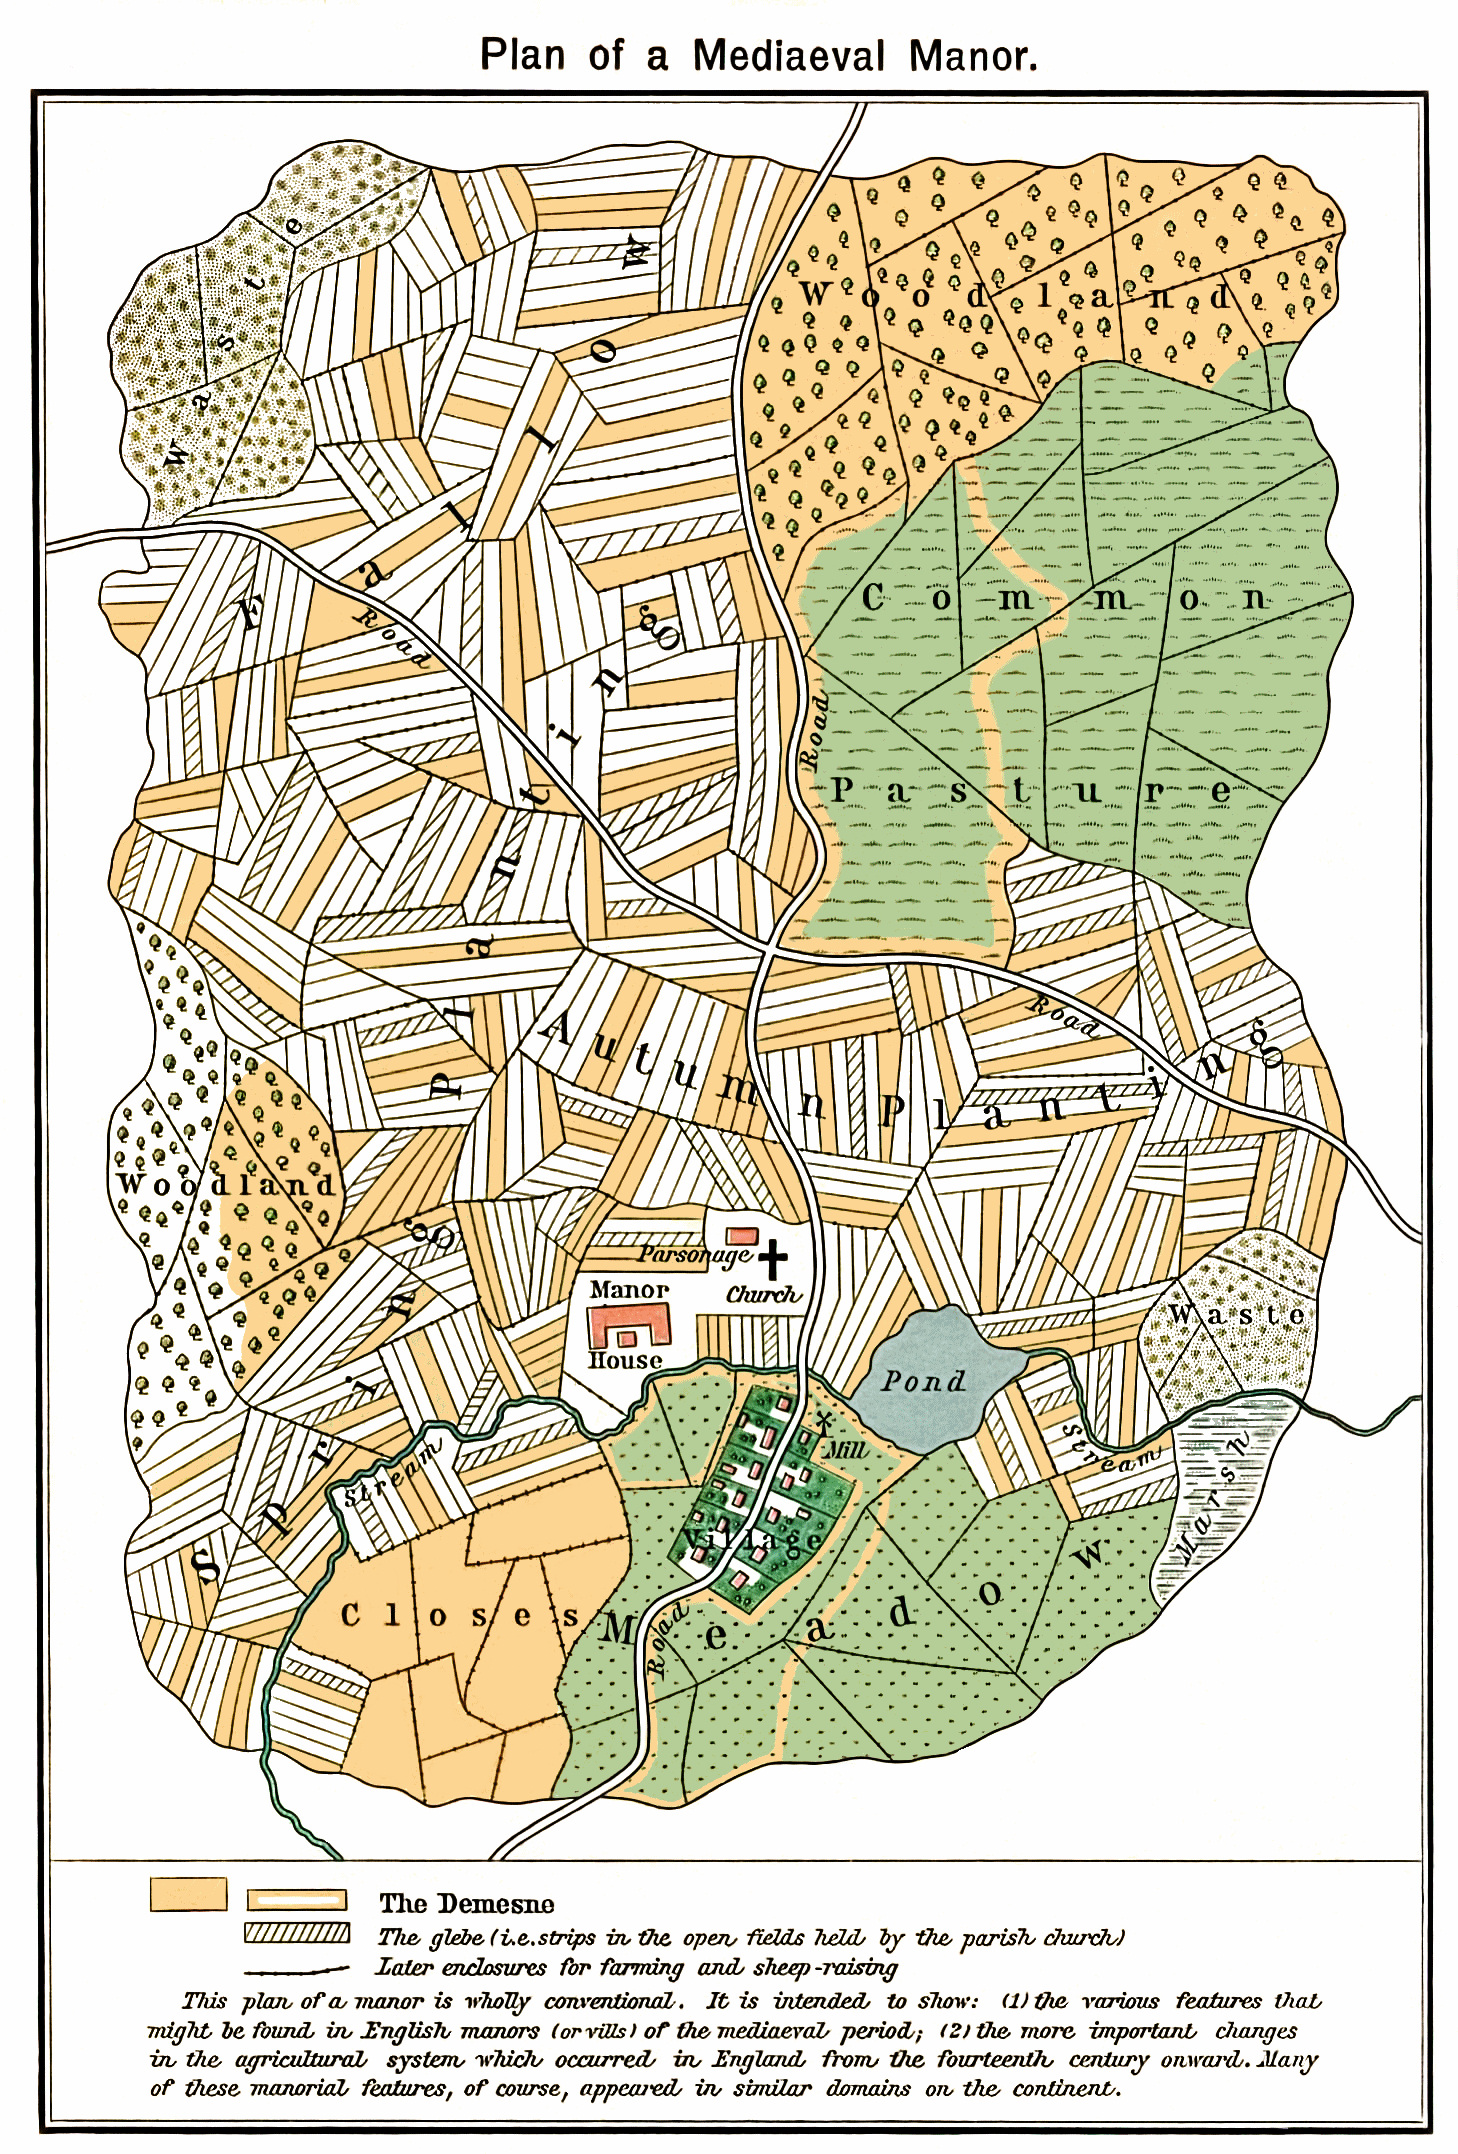 Plan of a Mediaeval Manor.
Waste
Fallow
Woodland
Road
Common
Pasture
Road
Spring Planting
Autumn Planting
Road
Woodland
Parsonage
Church
Manor
House
Waste
Pond
Mill
Stream
Stream
Marsh
Village
Closes
Meadow
Road
The Demesne
The glebe (i.e. strips in the open fields held by the parish church)
Later enclosures for farming and sheep-raising
This plan of a manor is wholly conventional. It is intended to show: (1) the various features that
might be found in English manors (or vills) of the mediaeval period; (2) the more important changes
in the agricultural system which occurred in England from the fourteenth century onward. Many
of these manorial features, of course, appeared in similar domains on the continent.